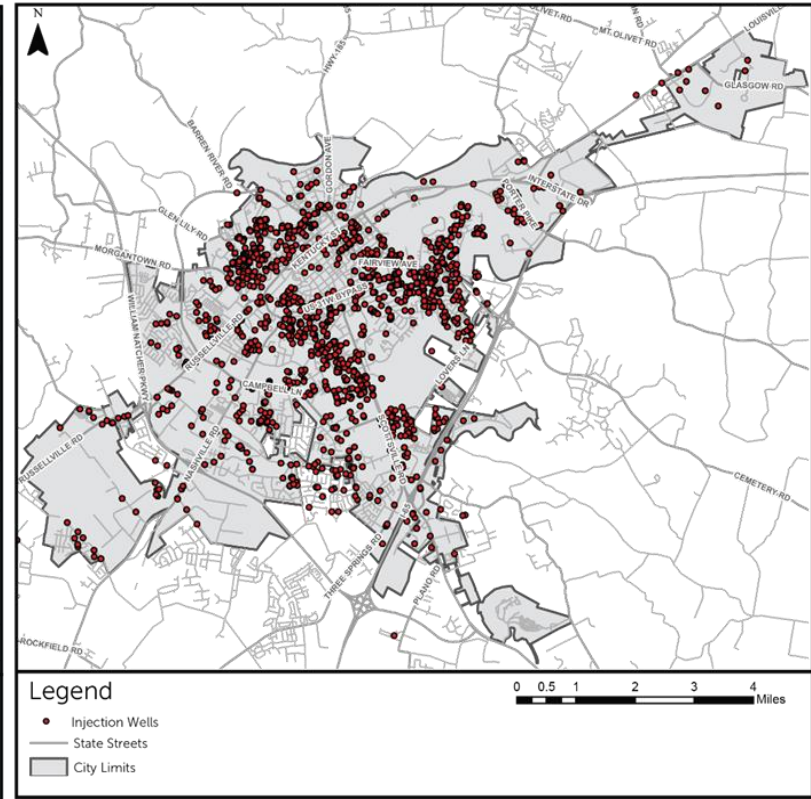 N
HWY-185
MT OLIVET RD
GLASGOW RD
BARREN RIVER RD
GORDON AVE
INTERSTATE DR
PORTER PIKE
GLEN LILY RD
KENTUCKY ST
MORGANTOWN RD
FAIRVIEW AVE
US 31W BYPASS
WILLIAM NATCHER PKWY
RUSSELLVILLE RD
LOVERS LN
CAMPBELL LN
SCOTTSVILLE RD
NASHVILLE RD
RUSSELLVILLE RD
CEMETERY RD
I-65
THREE SPRINGS RD
PLANO RD
ROCKFIELD RD
Legend
Injection Wells
State Streets
City Limits
0 0.5 1 2 3 4
Miles